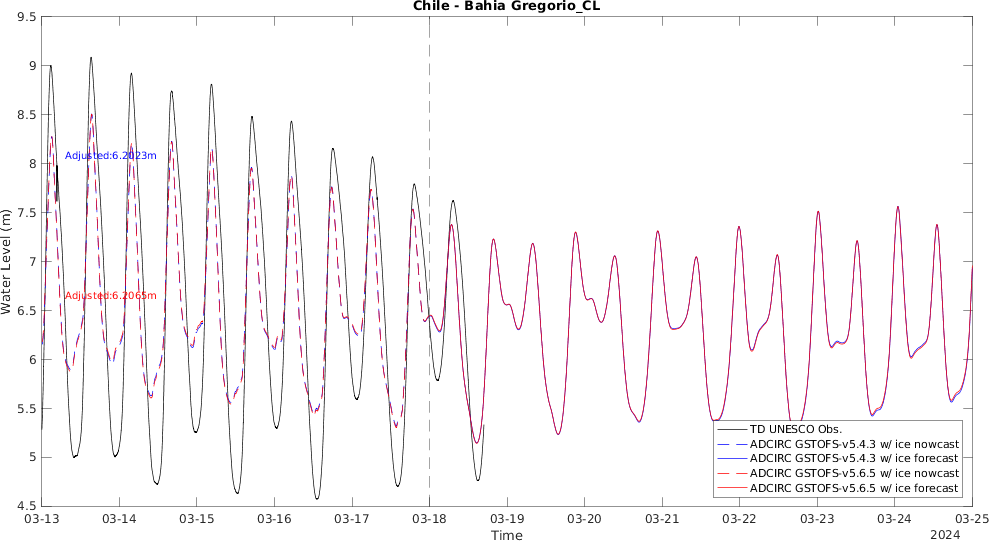 Chile - Bahia Gregorio_CL
9.5
9
8.5
8
7.5
7
6.5
6
5.5
5
4.5
Water Level (m)
Adjusted:6.2023m
Adjusted:6.2065m
TD UNESCO Obs.
ADCIRC GSTOFS-v5.4.3 w/ ice nowcast
ADCIRC GSTOFS-v5.4.3 w/ ice forecast
ADCIRC GSTOFS-v5.6.5 w/ ice nowcast
ADCIRC GSTOFS-v5.6.5 w/ ice forecast
03-13 03-14 03-15 03-16 03-17 03-18 03-19 03-20 03-21 03-22 03-23 03-24 03-25
Time
2024